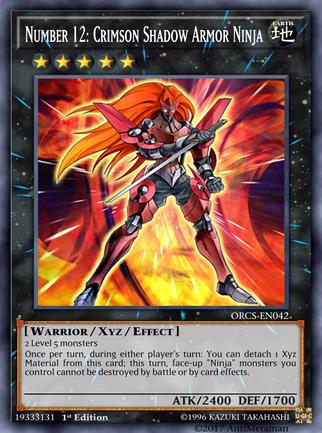 Number 12: Crimson Shadow Armor Ninja
EARTH
地
ORCS-EN042
[Warrior/Xyz/Effect]
2 Level 5 monsters
Once per turn, during either player's turn: You can detach 1 Xyz
Material from this card; this turn, face-up "Ninja" monsters you
control cannot be destroyed by battle or by card effects.
ATK/2400 DEF/1700
19333131 1st Edition ©1996 KAZUKI TAKAHASHI
©2017 AntiMetaman